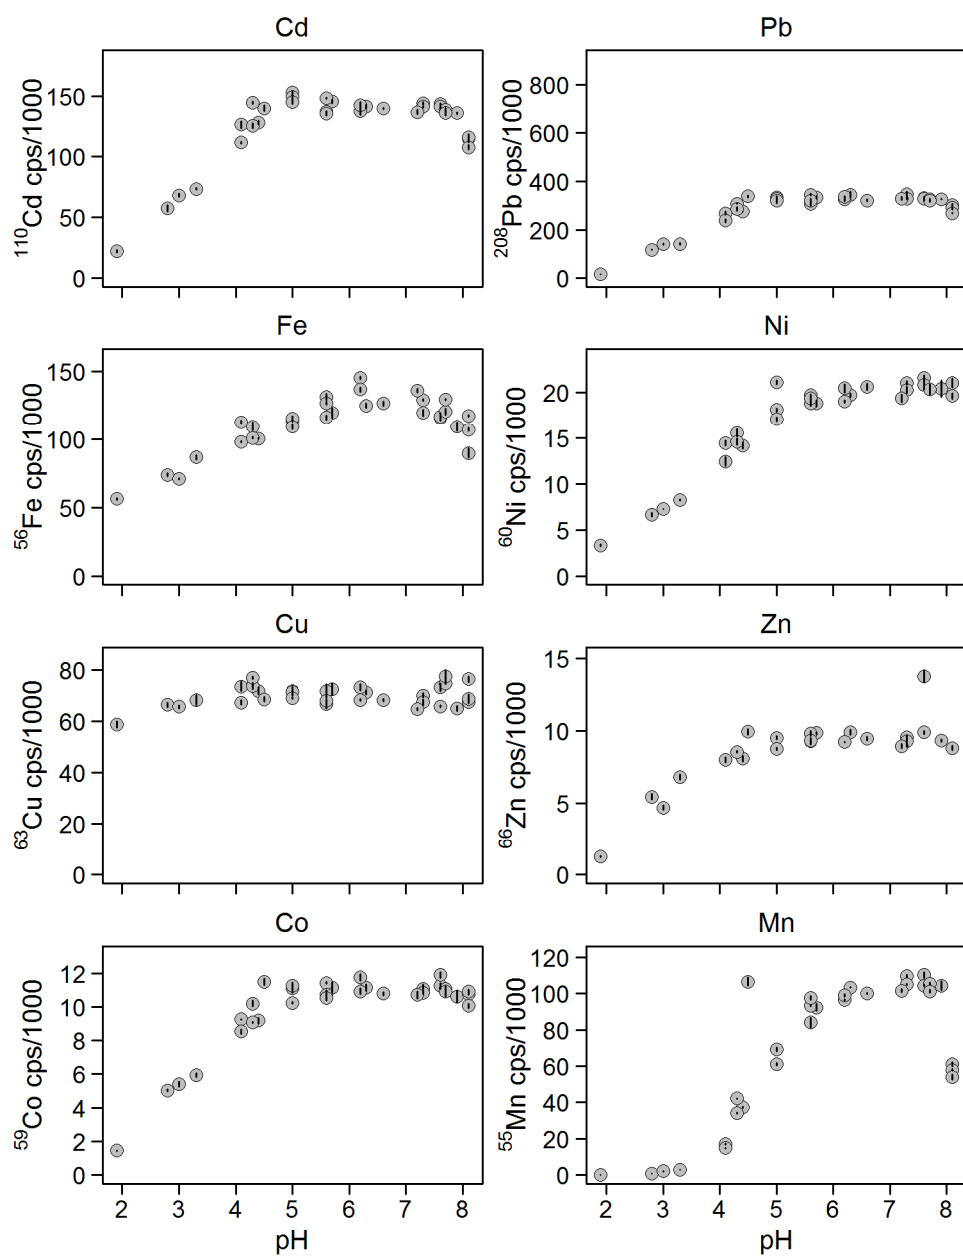 Cd
Pb
110Cd cps/1000
150
100
50
0
208Pb cps/1000
800
600
400
200
0
Fe
Ni
56Fe cps/1000
150
100
50
0
60Ni cps/1000
20
15
10
5
0
Cu
Zn
63Cu cps/1000
80
60
40
20
0
66Zn cps/1000
15
10
5
0
Co
Mn
59Co cps/1000
12
10
8
6
4
2
0
55Mn cps/1000
120
100
80
60
40
20
0
2 3 4 5 6 7 8
2 3 4 5 6 7 8
pH
pH